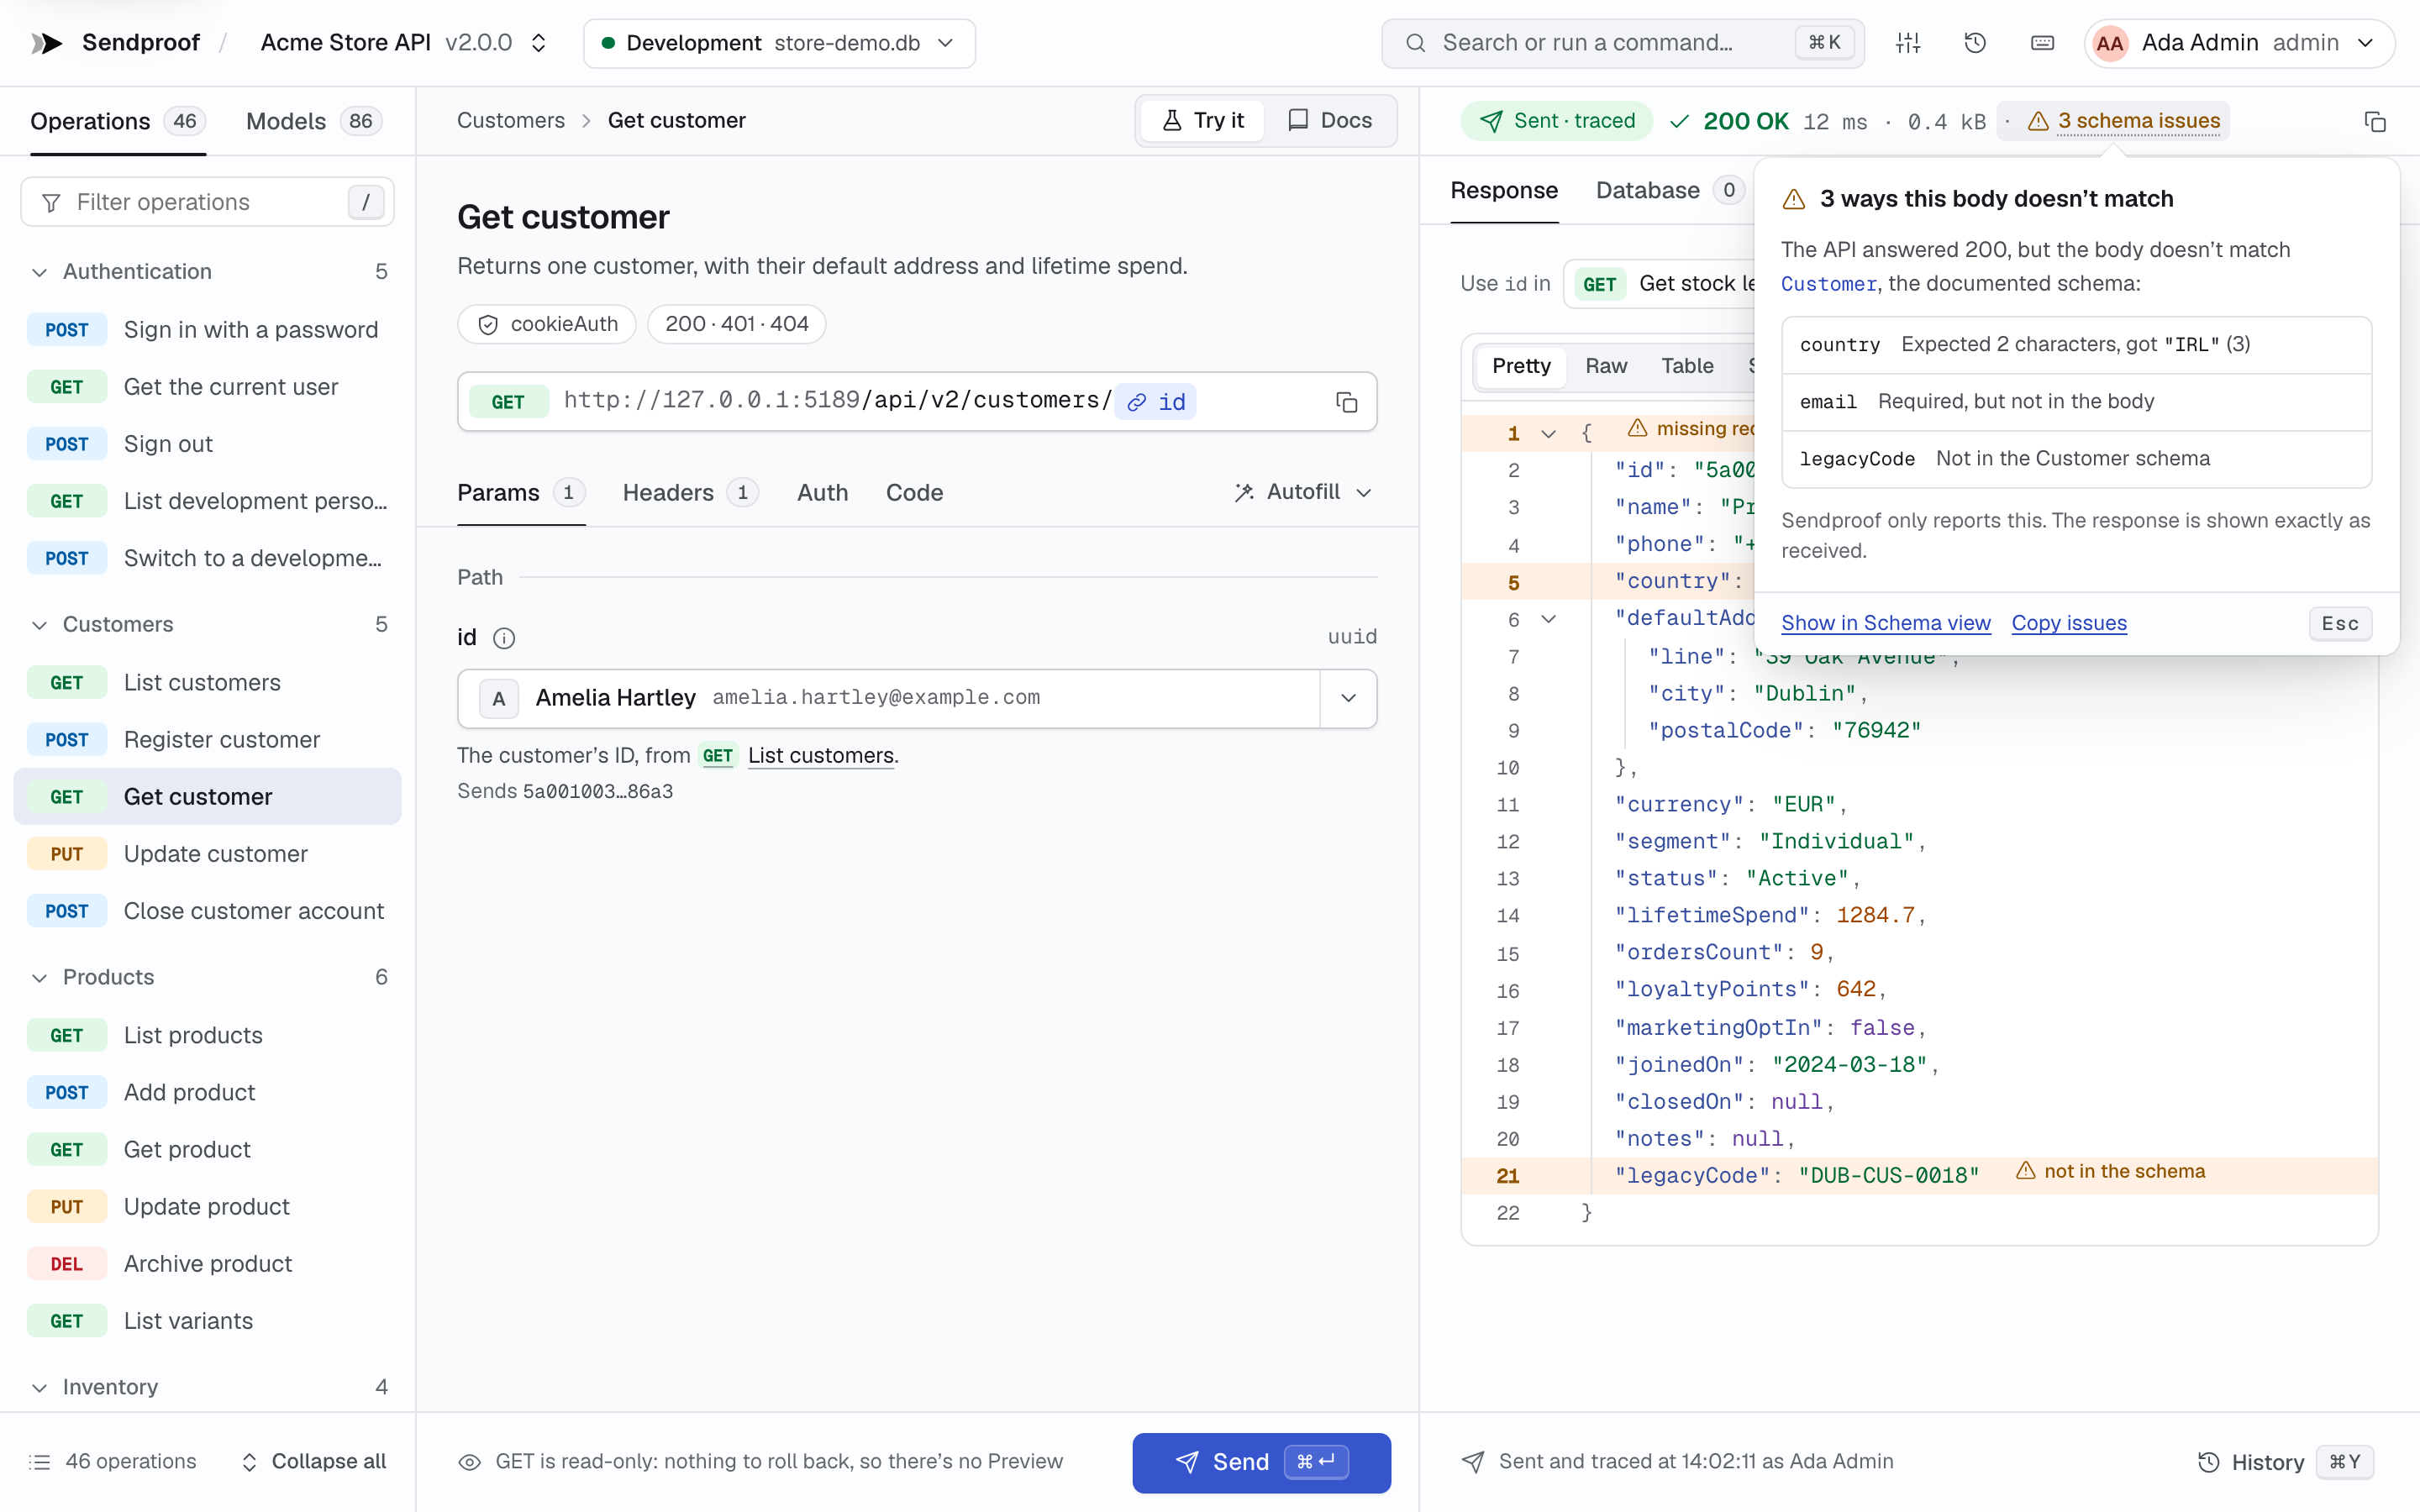 Sendproof / Acme Store API v2.0.0
Development store-demo.db
Search or run a command... ⌘K
AA Ada Admin admin
Operations 46 Models 86
Filter operations /
Authentication 5
POST Sign in with a password
GET Get the current user
POST Sign out
GET List development perso...
POST Switch to a developme...
Customers 5
GET List customers
POST Register customer
GET Get customer
PUT Update customer
POST Close customer account
Products 6
GET List products
POST Add product
GET Get product
PUT Update product
DEL Archive product
GET List variants
Inventory 4
46 operations Collapse all
Customers > Get customer
Try it Docs
Get customer
Returns one customer, with their default address and lifetime spend.
cookieAuth 200 · 401 · 404
GET http://127.0.0.1:5189/api/v2/customers/ id
Params 1 Headers 1 Auth Code Autofill
Path
id uuid
A Amelia Hartley amelia.hartley@example.com
The customer’s ID, from GET List customers.
Sends 5a001003…86a3
GET is read-only: nothing to roll back, so there’s no Preview
Send ⌘↵
Sent · traced 200 OK 12 ms · 0.4 kB · 3 schema issues
Response Database 0
3 ways this body doesn’t match
The API answered 200, but the body doesn’t match
Customer, the documented schema:
country Expected 2 characters, got "IRL" (3)
email Required, but not in the body
legacyCode Not in the Customer schema
Sendproof only reports this. The response is shown exactly as
received.
Show in Schema view Copy issues Esc
Use id in GET Get stock
Pretty Raw Table
1 { missing
2 "id": "5a00
3 "name": "Pr
4 "phone": "+
5 "country":
6 "defaultAdd
7 "line": "39 Oak Avenue",
8 "city": "Dublin",
9 "postalCode": "76942"
10 },
11 "currency": "EUR",
12 "segment": "Individual",
13 "status": "Active",
14 "lifetimeSpend": 1284.7,
15 "ordersCount": 9,
16 "loyaltyPoints": 642,
17 "marketingOptIn": false,
18 "joinedOn": "2024-03-18",
19 "closedOn": null,
20 "notes": null,
21 "legacyCode": "DUB-CUS-0018" not in the schema
22 }
Sent and traced at 14:02:11 as Ada Admin
History ⌘Y